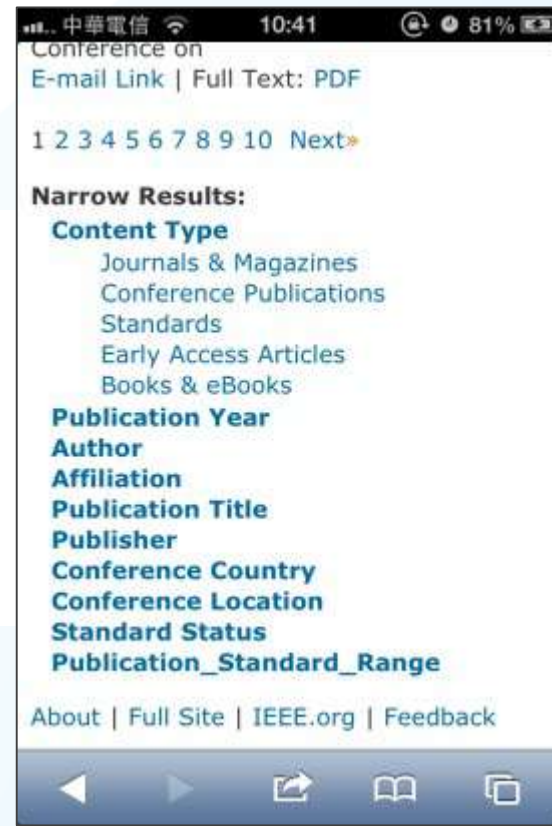 中華電信 10:41 81%
Conference on
E-mail Link | Full Text: PDF
1 2 3 4 5 6 7 8 9 10 Next»
Narrow Results:
Content Type
Journals & Magazines
Conference Publications
Standards
Early Access Articles
Books & eBooks
Publication Year
Author
Affiliation
Publication Title
Publisher
Conference Country
Conference Location
Standard Status
Publication_Standard_Range
About | Full Site | IEEE.org | Feedback